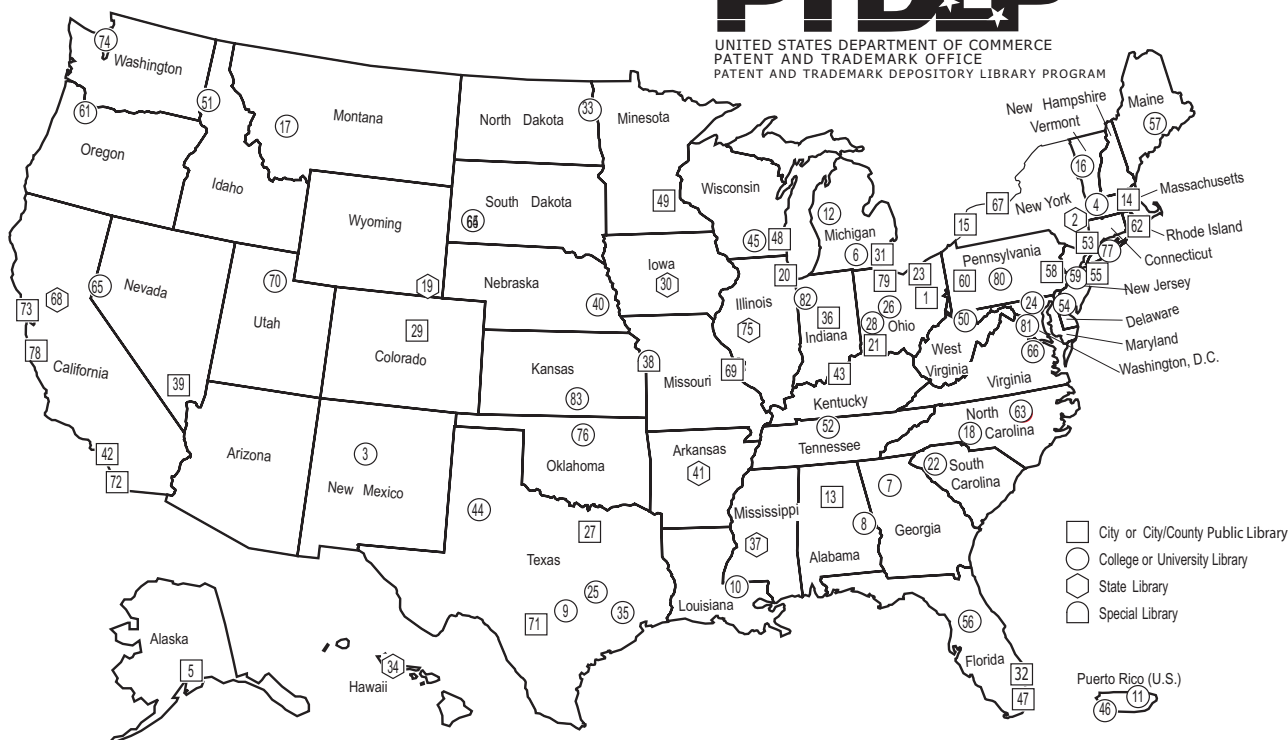 PTDLP
UNITED STATES DEPARTMENT OF COMMERCE
PATENT AND TRADEMARK OFFICE
PATENT AND TRADEMARK DEPOSITORY LIBRARY PROGRAM
74
Washington
61
51
17
Montana
North Dakota
33
Minesota
Oregon
Idaho
Wyoming
South Dakota
49
Wisconsin
45
48
12
Michigan
6
31
New Hampshire
Vermont
Maine
57
16
Massachusetts
67
New York
4
14
15
2
62
Rhode Island
53
77
Connecticut
Pennsylvania
60
80
58
59
55
New Jersey
24
54
Delaware
81
Maryland
66
Washington, D.C.
19
Nebraska
40
Iowa
30
20
Illinois
75
82
36
Indiana
79
23
1
26
28
Ohio
21
50
West
Virginia
Virginia
73
68
65
Nevada
70
Utah
29
Colorado
Kansas
83
38
Missouri
69
43
Kentucky
78
California
39
42
72
Arizona
3
New Mexico
76
Oklahoma
Arkansas
41
52
Tennessee
North
63
18
Carolina
22
South
Carolina
44
27
Texas
25
9
35
71
Mississippi
37
13
Alabama
8
7
Georgia
10
Louisiana
56
Florida
32
47
Alaska
5
34
Hawaii
Puerto Rico (U.S.)
11
46
City or City/County Public Library
College or University Library
State Library
Special Library